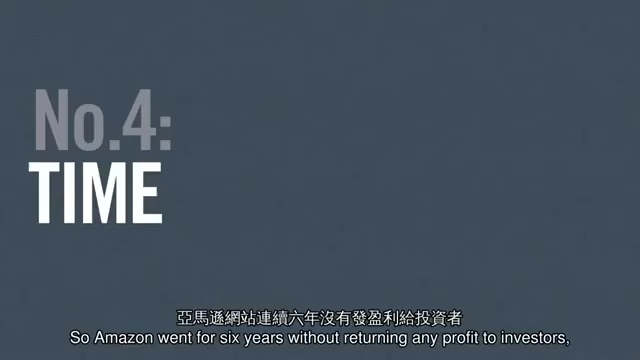 No.4:
TIME
亞馬遜網站連續六年沒有發盈利給投資者
So Amazon went for six years without returning any profit to investors,